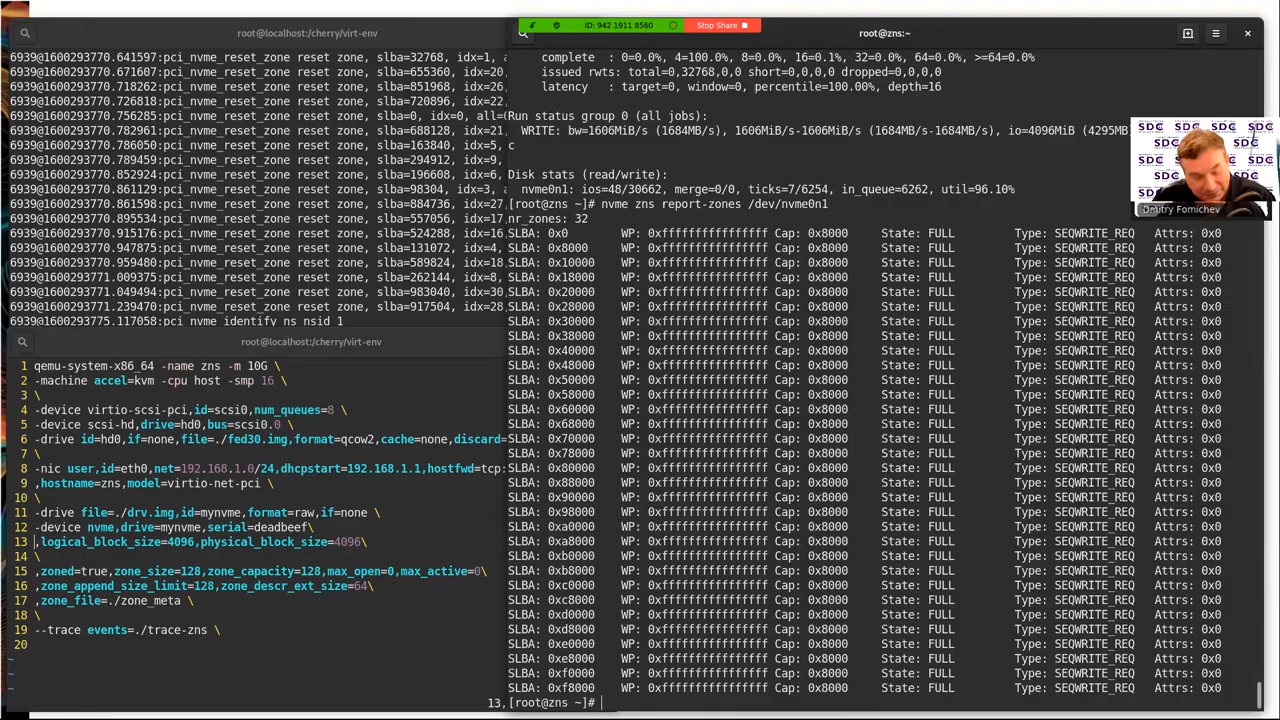 ID: 942 1911 8560
Stop Share
root@localhost:/cherry/virt-env
6939@1600293770.641597:pci_nvme_reset_zone reset zone, slba=32768, idx=1, a
6939@1600293770.671607:pci_nvme_reset_zone reset zone, slba=655360, idx=20,
6939@1600293770.718262:pci_nvme_reset_zone reset zone, slba=851968, idx=26,
6939@1600293770.726818:pci_nvme_reset_zone reset zone, slba=720896, idx=22,
6939@1600293770.756285:pci_nvme_reset_zone reset zone, slba=0, idx=0, all=
6939@1600293770.782961:pci_nvme_reset_zone reset zone, slba=688128, idx=21,
6939@1600293770.786050:pci_nvme_reset_zone reset zone, slba=163840, idx=5,
6939@1600293770.789459:pci_nvme_reset_zone reset zone, slba=294912, idx=9,
6939@1600293770.852924:pci_nvme_reset_zone reset zone, slba=196608, idx=6,
6939@1600293770.861129:pci_nvme_reset_zone reset zone, slba=98304, idx=3, a
6939@1600293770.861598:pci_nvme_reset_zone reset zone, slba=884736, idx=27,
6939@1600293770.895534:pci_nvme_reset_zone reset zone, slba=557056, idx=17,
6939@1600293770.915176:pci_nvme_reset_zone reset zone, slba=524288, idx=16,
6939@1600293770.947875:pci_nvme_reset_zone reset zone, slba=131072, idx=4,
6939@1600293770.959480:pci_nvme_reset_zone reset zone, slba=589824, idx=18,
6939@1600293771.009375:pci_nvme_reset_zone reset zone, slba=262144, idx=8,
6939@1600293771.049494:pci_nvme_reset_zone reset zone, slba=983040, idx=30,
6939@1600293771.239470:pci_nvme_reset_zone reset zone, slba=917504, idx=28,
6939@1600293775.117058:pci_nvme_identify_ns nsid 1
root@localhost:/cherry/virt-env
1 qemu-system-x86_64 -name zns -m 10G \
2 -machine accel=kvm -cpu host -smp 16 \
3 \
4 -device virtio-scsi-pci,id=scsi0,num_queues=8 \
5 -device scsi-hd,drive=hd0,bus=scsi0.0 \
6 -drive id=hd0,if=none,file=./fed30.img,format=qcow2,cache=none,discard=
7 \
8 -nic user,id=eth0,net=192.168.1.0/24,dhcpstart=192.168.1.1,hostfwd=tcp:
9 ,hostname=zns,model=virtio-net-pci \
10 \
11 -drive file=./drv.img,id=mynvme,format=raw,if=none \
12 -device nvme,drive=mynvme,serial=deadbeef\
13 ,logical_block_size=4096,physical_block_size=4096\
14 \
15 ,zoned=true,zone_size=128,zone_capacity=128,max_open=0,max_active=0\
16 ,zone_append_size_limit=128,zone_descr_ext_size=64\
17 ,zone_file=./zone_meta \
18 \
19 --trace events=./trace-zns \
20
~
~
~
13,
root@zns:~
complete : 0=0.0%, 4=100.0%, 8=0.0%, 16=0.1%, 32=0.0%, 64=0.0%, >=64=0.0%
issued rwts: total=0,32768,0,0 short=0,0,0,0 dropped=0,0,0,0
latency : target=0, window=0, percentile=100.00%, depth=16
Run status group 0 (all jobs):
WRITE: bw=1606MiB/s (1684MB/s), 1606MiB/s-1606MiB/s (1684MB/s-1684MB/s), io=4096MiB (4295MB
c
Disk stats (read/write):
nvme0n1: ios=48/30662, merge=0/0, ticks=7/6254, in_queue=6262, util=96.10%
[root@zns ~]# nvme zns report-zones /dev/nvme0n1
nr_zones: 32
SLBA: 0x0 WP: 0xffffffffffffffff Cap: 0x8000 State: FULL Type: SEQWRITE_REQ Attrs: 0x0
SLBA: 0x8000 WP: 0xffffffffffffffff Cap: 0x8000 State: FULL Type: SEQWRITE_REQ Attrs: 0x0
SLBA: 0x10000 WP: 0xffffffffffffffff Cap: 0x8000 State: FULL Type: SEQWRITE_REQ Attrs: 0x0
SLBA: 0x18000 WP: 0xffffffffffffffff Cap: 0x8000 State: FULL Type: SEQWRITE_REQ Attrs: 0x0
SLBA: 0x20000 WP: 0xffffffffffffffff Cap: 0x8000 State: FULL Type: SEQWRITE_REQ Attrs: 0x0
SLBA: 0x28000 WP: 0xffffffffffffffff Cap: 0x8000 State: FULL Type: SEQWRITE_REQ Attrs: 0x0
SLBA: 0x30000 WP: 0xffffffffffffffff Cap: 0x8000 State: FULL Type: SEQWRITE_REQ Attrs: 0x0
SLBA: 0x38000 WP: 0xffffffffffffffff Cap: 0x8000 State: FULL Type: SEQWRITE_REQ Attrs: 0x0
SLBA: 0x40000 WP: 0xffffffffffffffff Cap: 0x8000 State: FULL Type: SEQWRITE_REQ Attrs: 0x0
SLBA: 0x48000 WP: 0xffffffffffffffff Cap: 0x8000 State: FULL Type: SEQWRITE_REQ Attrs: 0x0
SLBA: 0x50000 WP: 0xffffffffffffffff Cap: 0x8000 State: FULL Type: SEQWRITE_REQ Attrs: 0x0
SLBA: 0x58000 WP: 0xffffffffffffffff Cap: 0x8000 State: FULL Type: SEQWRITE_REQ Attrs: 0x0
SLBA: 0x60000 WP: 0xffffffffffffffff Cap: 0x8000 State: FULL Type: SEQWRITE_REQ Attrs: 0x0
SLBA: 0x68000 WP: 0xffffffffffffffff Cap: 0x8000 State: FULL Type: SEQWRITE_REQ Attrs: 0x0
SLBA: 0x70000 WP: 0xffffffffffffffff Cap: 0x8000 State: FULL Type: SEQWRITE_REQ Attrs: 0x0
SLBA: 0x78000 WP: 0xffffffffffffffff Cap: 0x8000 State: FULL Type: SEQWRITE_REQ Attrs: 0x0
SLBA: 0x80000 WP: 0xffffffffffffffff Cap: 0x8000 State: FULL Type: SEQWRITE_REQ Attrs: 0x0
SLBA: 0x88000 WP: 0xffffffffffffffff Cap: 0x8000 State: FULL Type: SEQWRITE_REQ Attrs: 0x0
SLBA: 0x90000 WP: 0xffffffffffffffff Cap: 0x8000 State: FULL Type: SEQWRITE_REQ Attrs: 0x0
SLBA: 0x98000 WP: 0xffffffffffffffff Cap: 0x8000 State: FULL Type: SEQWRITE_REQ Attrs: 0x0
SLBA: 0xa0000 WP: 0xffffffffffffffff Cap: 0x8000 State: FULL Type: SEQWRITE_REQ Attrs: 0x0
SLBA: 0xa8000 WP: 0xffffffffffffffff Cap: 0x8000 State: FULL Type: SEQWRITE_REQ Attrs: 0x0
SLBA: 0xb0000 WP: 0xffffffffffffffff Cap: 0x8000 State: FULL Type: SEQWRITE_REQ Attrs: 0x0
SLBA: 0xb8000 WP: 0xffffffffffffffff Cap: 0x8000 State: FULL Type: SEQWRITE_REQ Attrs: 0x0
SLBA: 0xc0000 WP: 0xffffffffffffffff Cap: 0x8000 State: FULL Type: SEQWRITE_REQ Attrs: 0x0
SLBA: 0xc8000 WP: 0xffffffffffffffff Cap: 0x8000 State: FULL Type: SEQWRITE_REQ Attrs: 0x0
SLBA: 0xd0000 WP: 0xffffffffffffffff Cap: 0x8000 State: FULL Type: SEQWRITE_REQ Attrs: 0x0
SLBA: 0xd8000 WP: 0xffffffffffffffff Cap: 0x8000 State: FULL Type: SEQWRITE_REQ Attrs: 0x0
SLBA: 0xe0000 WP: 0xffffffffffffffff Cap: 0x8000 State: FULL Type: SEQWRITE_REQ Attrs: 0x0
SLBA: 0xe8000 WP: 0xffffffffffffffff Cap: 0x8000 State: FULL Type: SEQWRITE_REQ Attrs: 0x0
SLBA: 0xf0000 WP: 0xffffffffffffffff Cap: 0x8000 State: FULL Type: SEQWRITE_REQ Attrs: 0x0
SLBA: 0xf8000 WP: 0xffffffffffffffff Cap: 0x8000 State: FULL Type: SEQWRITE_REQ Attrs: 0x0
[root@zns ~]#
SDC
Dmitry Fomichev